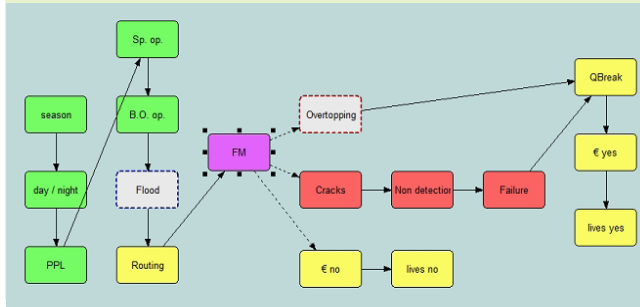 Sp. op.
QBreak
season
B.O. op.
Overtopping
FM
€ yes
day / night
Flood
Cracks
Non detection
Failure
lives yes
PPL
Routing
€ no
lives no